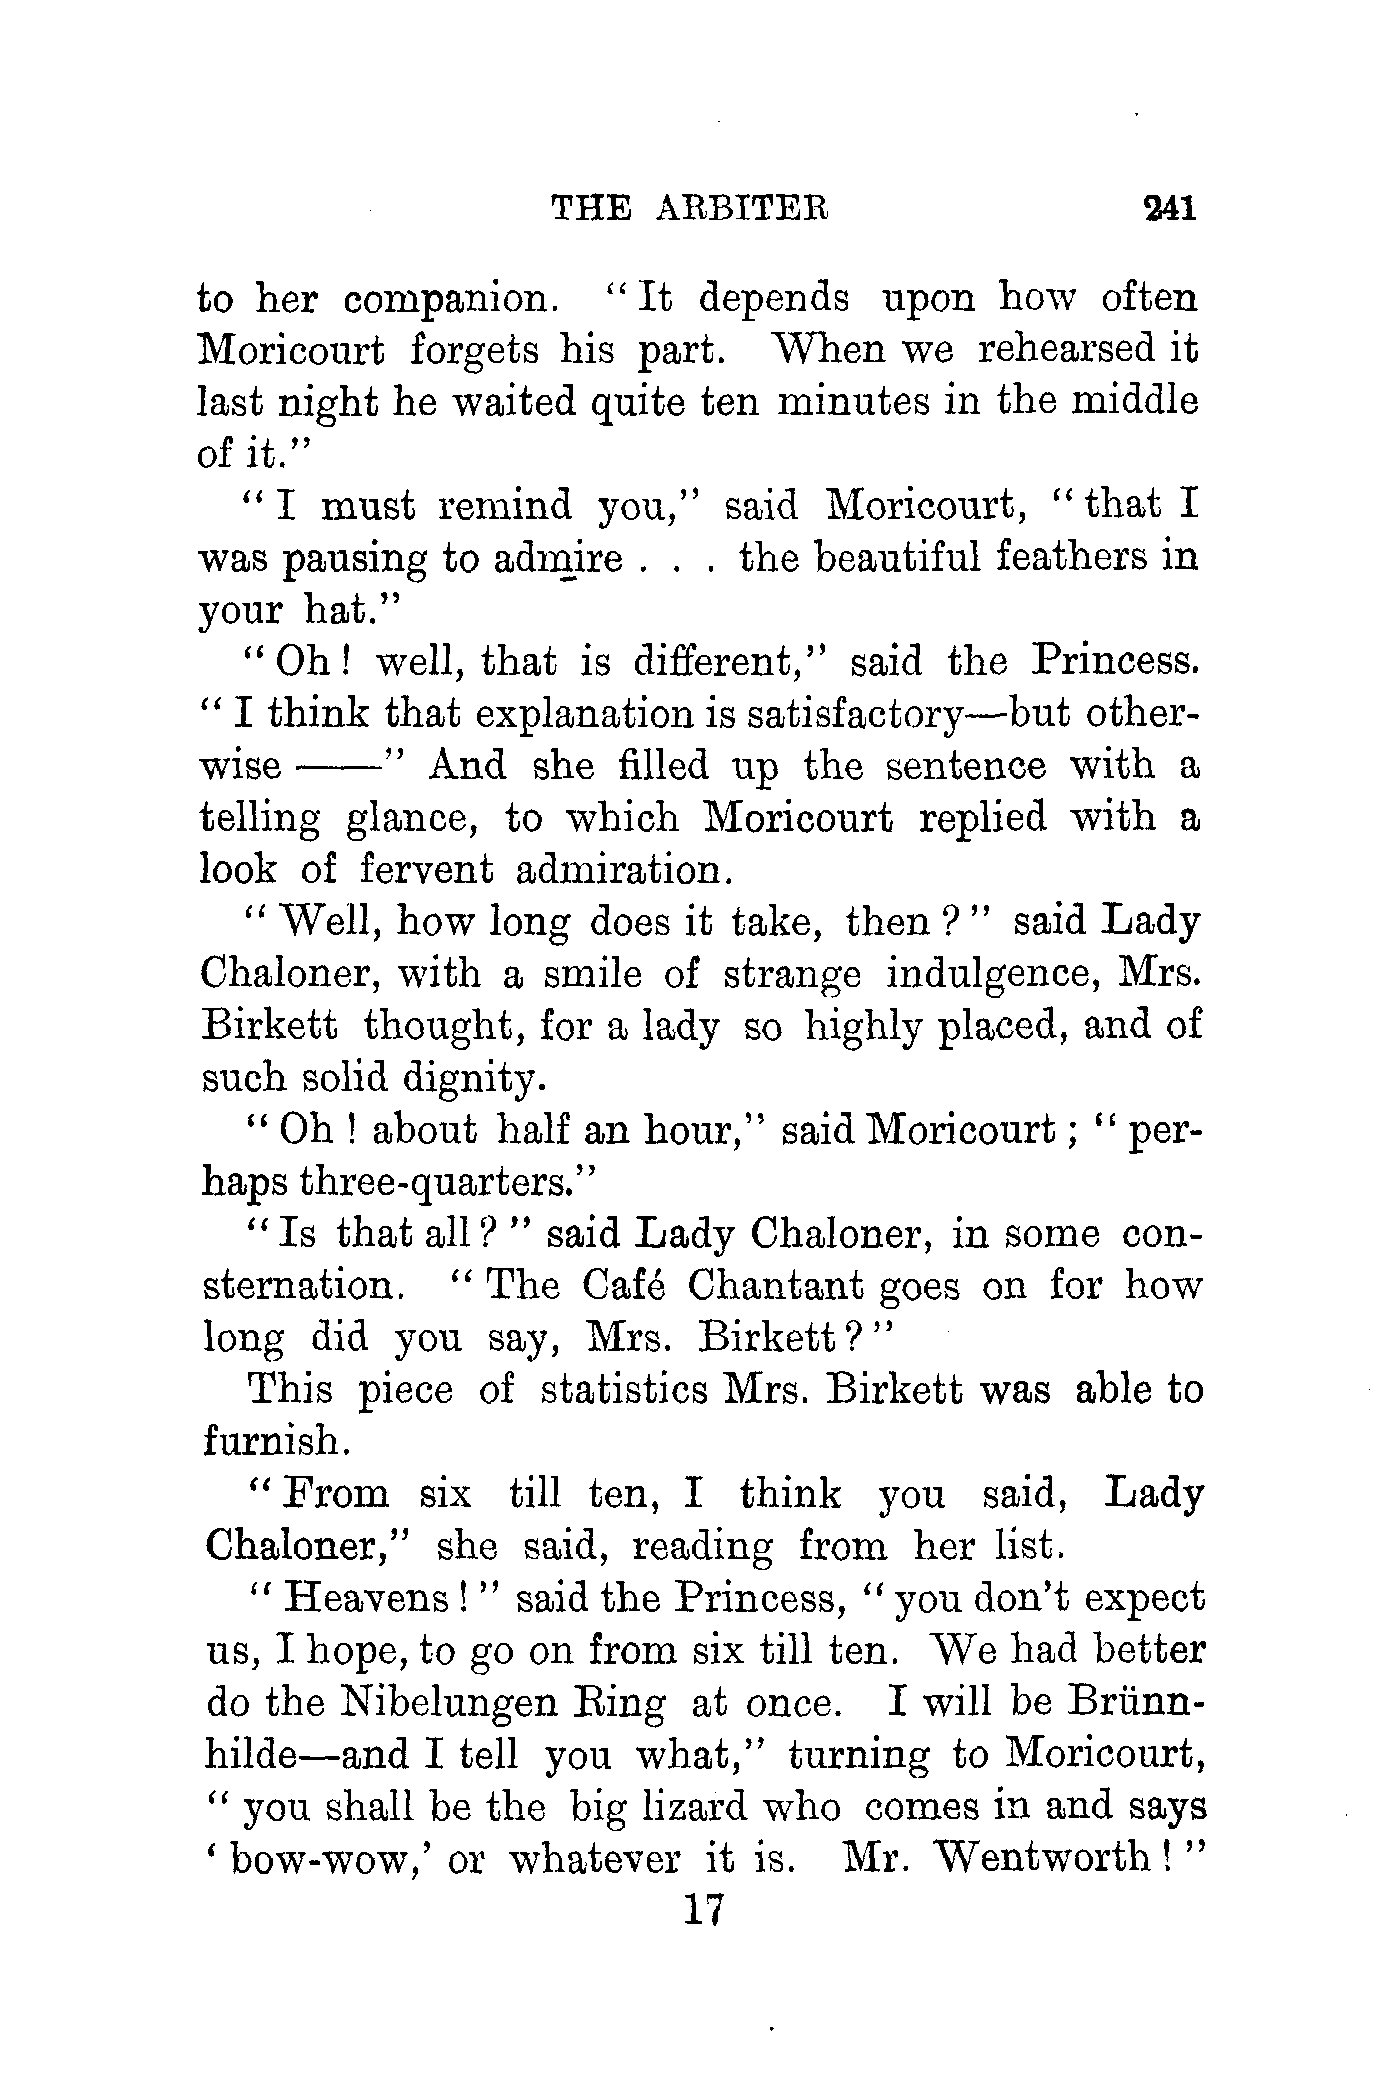 THE ARBITER 241
to her companion. “ It depends upon how often
Moricourt forgets his part. When we rehearsed it
last night he waited quite ten minutes in the middle
of it.”
“ I must remind you,” said Moricourt, “ that I
was pausing to admire . . . the beautiful feathers in
your hat.”
“ Oh ! well, that is different,” said the Princess.
“ I think that explanation is satisfactory—but other-
wise ——” And she filled up the sentence with a
telling glance, to which Moricourt replied with a
look of fervent admiration.
“ Well, how long does it take, then ? ” said Lady
Chaloner, with a smile of strange indulgence, Mrs.
Birkett thought, for a lady so highly placed, and of
such solid dignity.
“ Oh ! about half an hour,” said Moricourt ; “ per-
haps three-quarters.”
“ Is that all ? ” said Lady Chaloner, in some con-
sternation. “ The Café Chantant goes on for how
long did you say, Mrs. Birkett ? ”
This piece of statistics Mrs. Birkett was able to
furnish.
“ From six till ten, I think you said, Lady
Chaloner,” she said, reading from her list.
“ Heavens ! ” said the Princess, “ you don’t expect
us, I hope, to go on from six till ten. We had better
do the Nibelungen Ring at once. I will be Brünn-
hilde—and I tell you what,” turning to Moricourt,
“ you shall be the big lizard who comes in and says
‘ bow-wow,’ or whatever it is. Mr. Wentworth ! ”
17